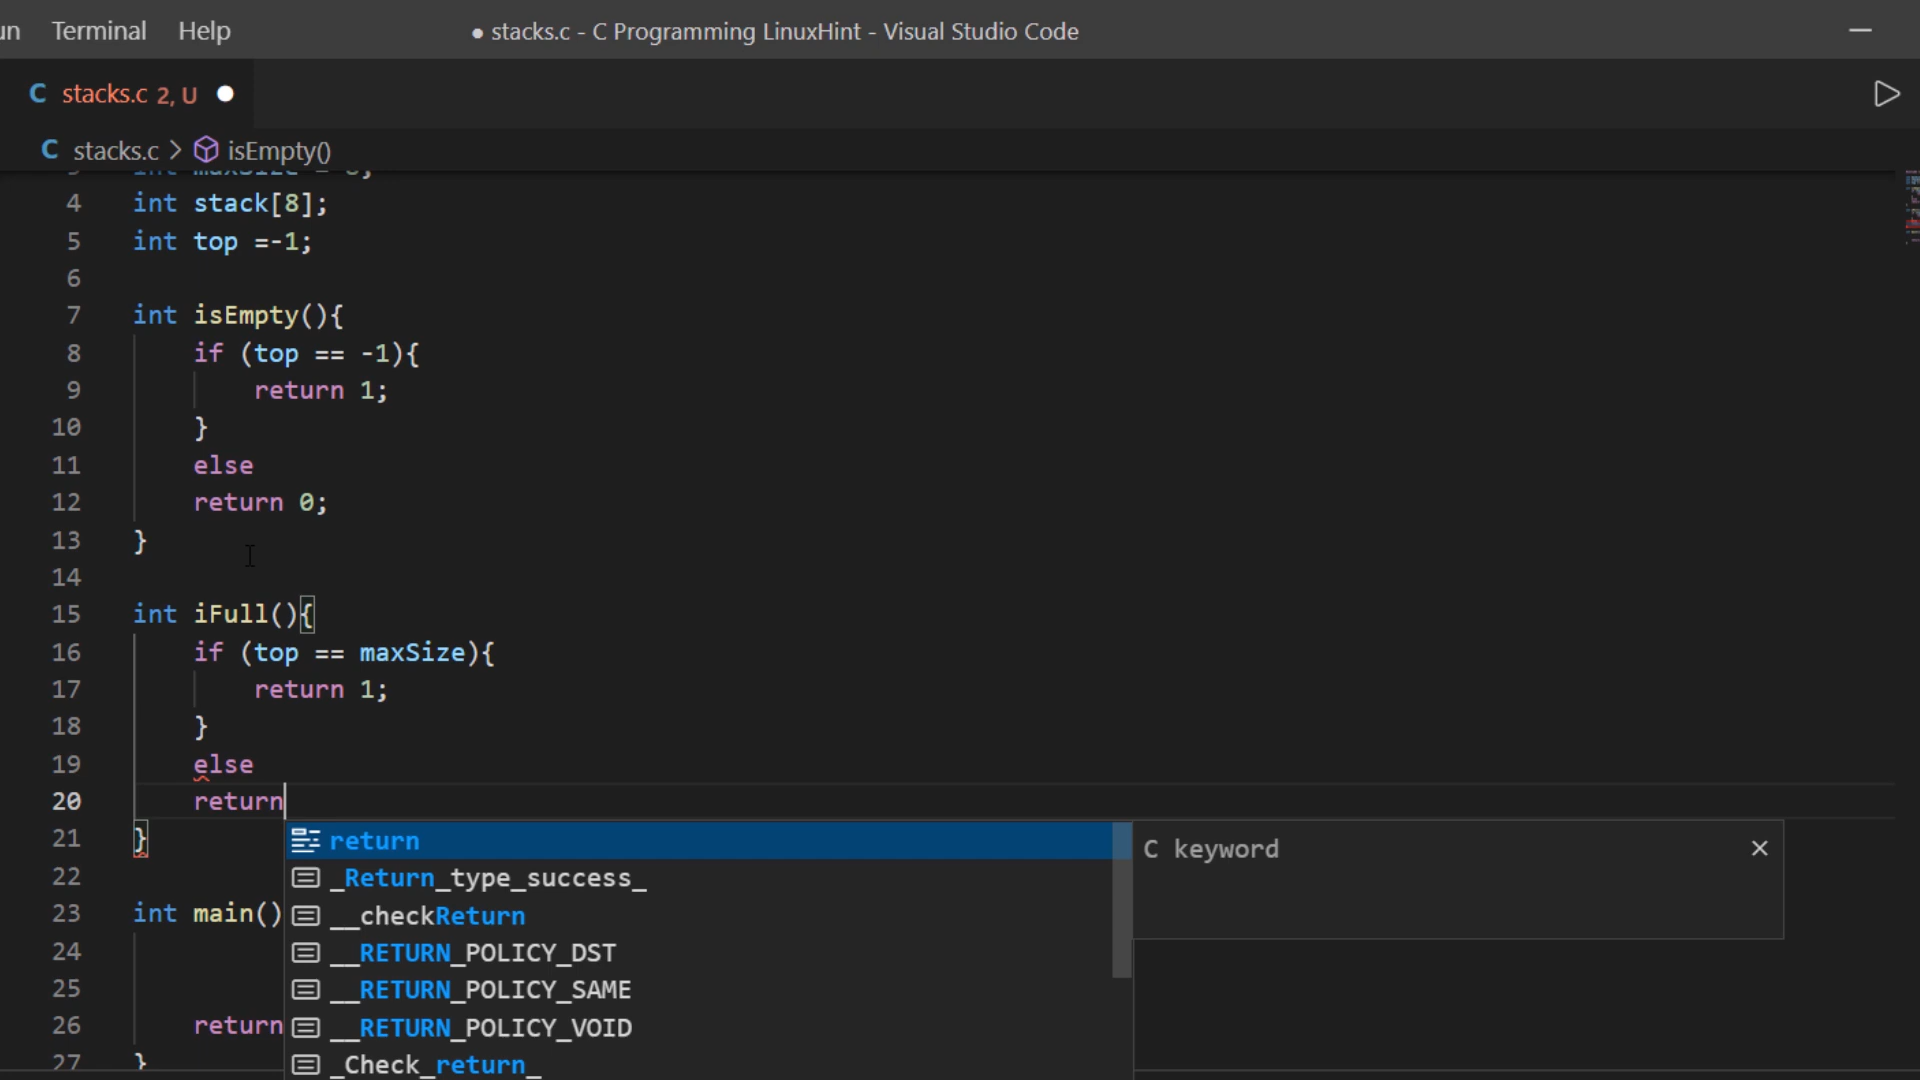 un Terminal Help ● stacks.c - C Programming LinuxHint - Visual Studio Code
C stacks.c 2, U ●
C stacks.c > isEmpty()
4 int stack[8];
5 int top =-1;
6
7 int isEmpty(){
8 if (top == -1){
9 return 1;
10 }
11 else
12 return 0;
13 }
14
15 int iFull(){
16 if (top == maxSize){
17 return 1;
18 }
19 else
20 return
21 }
return C keyword ×
22 _Return_type_success_
23 int main() __checkReturn
24 __RETURN_POLICY_DST
25 __RETURN_POLICY_SAME
26 return __RETURN_POLICY_VOID
27 } _Check_return_